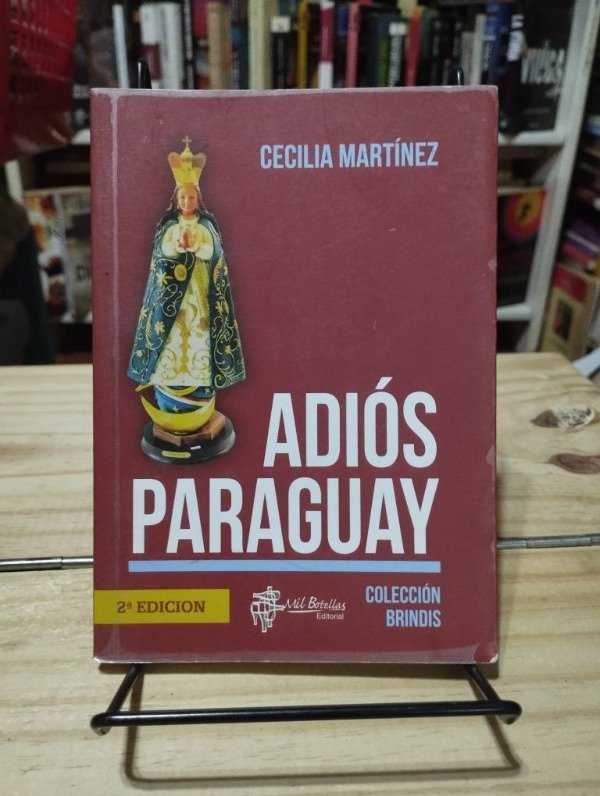 CECILIA MARTÍNEZ
ADIÓS
PARAGUAY
2ª EDICION
Mil Botellas
Editorial
COLECCIÓN
BRINDIS